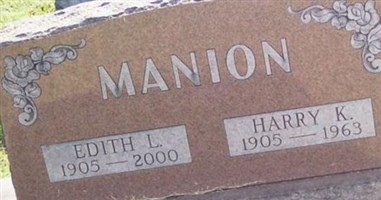 MANION
EDITH L.
1905 — 2000
HARRY K.
1905 — 1963